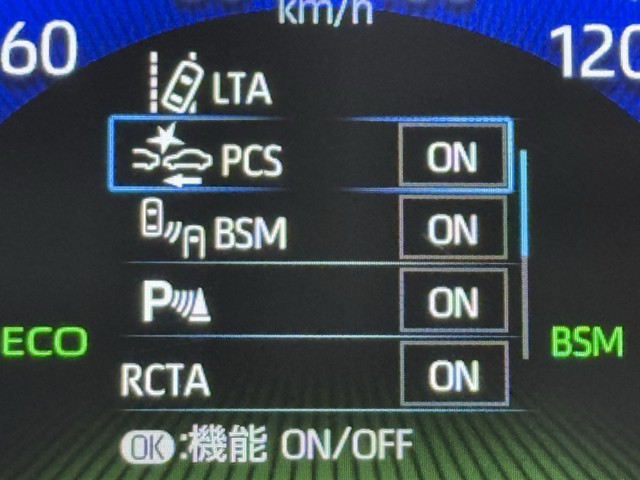 km/h
60
120
LTA
PCS ON
BSM ON
P ON
ECO
BSM
RCTA ON
OK:機能 ON/OFF